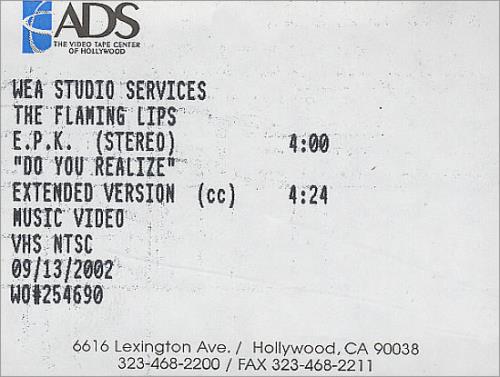 ADS
THE VIDEO TAPE CENTER
OF HOLLYWOOD
WEA STUDIO SERVICES
THE FLAMING LIPS
E.P.K. (STEREO) 4:00
"DO YOU REALIZE"
EXTENDED VERSION (cc) 4:24
MUSIC VIDEO
VHS NTSC
09/13/2002
WO#254690
6616 Lexington Ave. / Hollywood, CA 90038
323-468-2200 / FAX 323-468-2211